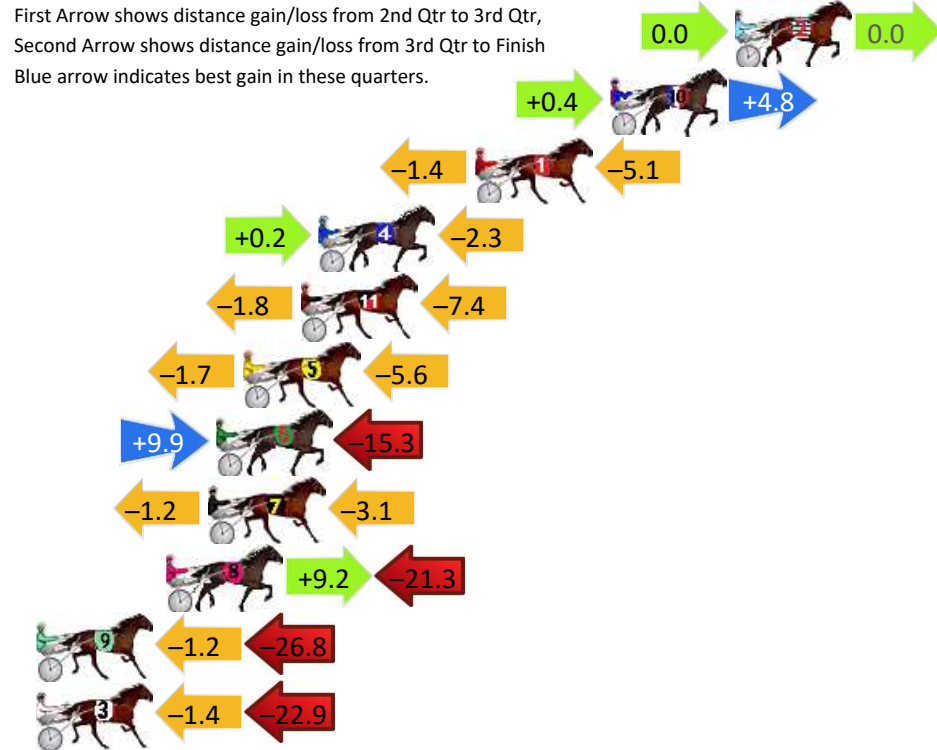 First Arrow shows distance gain/loss from 2nd Qtr to 3rd Qtr,
Second Arrow shows distance gain/loss from 3rd Qtr to Finish
Blue arrow indicates best gain in these quarters.
0.0 2 0.0
+0.4 10 +4.8
–1.4 1 –5.1
+0.2 4 –2.3
–1.8 11 –7.4
–1.7 5 –5.6
+9.9 6 –15.3
–1.2 7 –3.1
8 +9.2 –21.3
9 –1.2 –26.8
3 –1.4 –22.9